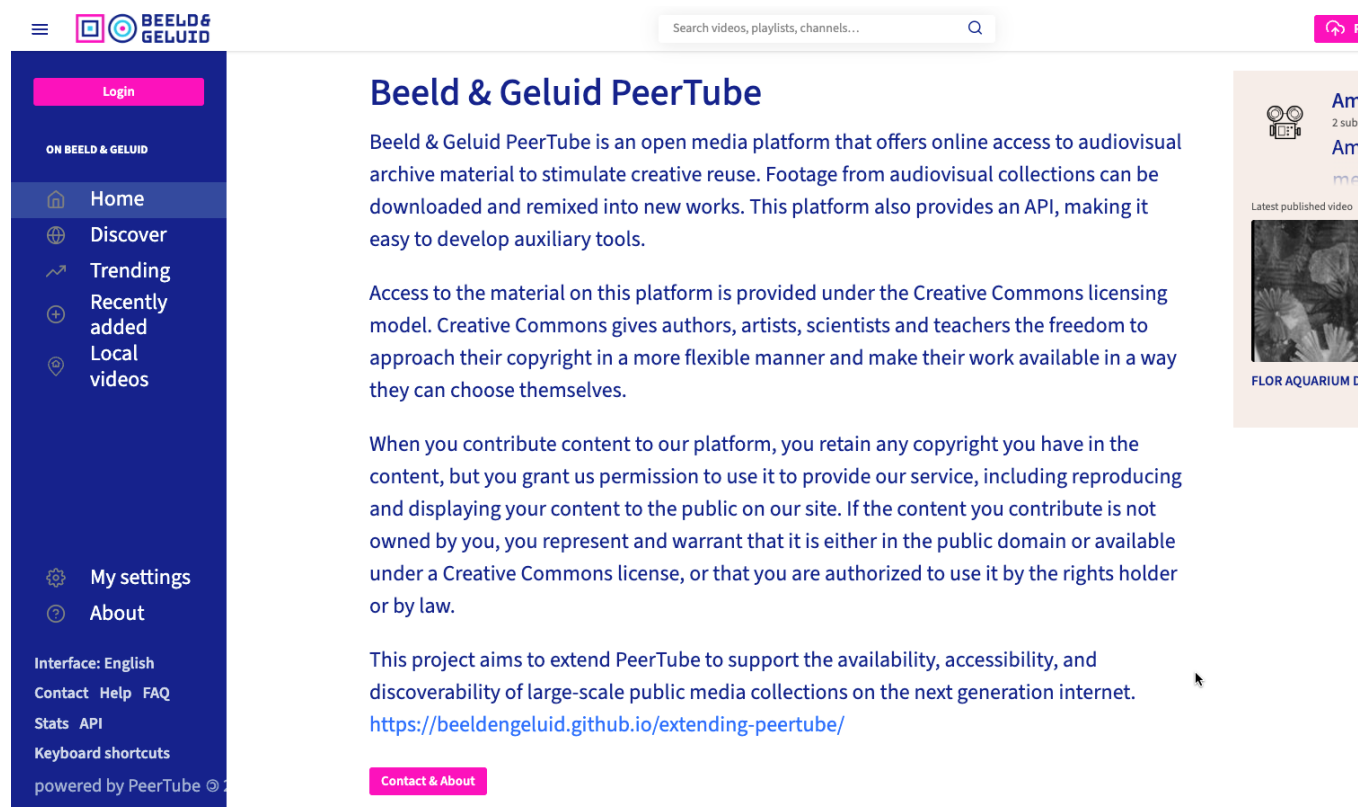 BEELD&
GELUID
Search videos, playlists, channels…
Login
ON BEELD & GELUID
Home
Discover
Trending
Recently
added
Local
videos
My settings
About
Interface: English
Contact Help FAQ
Stats API
Keyboard shortcuts
powered by PeerTube
Beeld & Geluid PeerTube
Beeld & Geluid PeerTube is an open media platform that offers online access to audiovisual
archive material to stimulate creative reuse. Footage from audiovisual collections can be
downloaded and remixed into new works. This platform also provides an API, making it
easy to develop auxiliary tools.
Access to the material on this platform is provided under the Creative Commons licensing
model. Creative Commons gives authors, artists, scientists and teachers the freedom to
approach their copyright in a more flexible manner and make their work available in a way
they can choose themselves.
When you contribute content to our platform, you retain any copyright you have in the
content, but you grant us permission to use it to provide our service, including reproducing
and displaying your content to the public on our site. If the content you contribute is not
owned by you, you represent and warrant that it is either in the public domain or available
under a Creative Commons license, or that you are authorized to use it by the rights holder
or by law.
This project aims to extend PeerTube to support the availability, accessibility, and
discoverability of large-scale public media collections on the next generation internet.
https://beeldengeluid.github.io/extending-peertube/
Contact & About
Am
2 sub
Am
me
Latest published video
FLOR AQUARIUM D